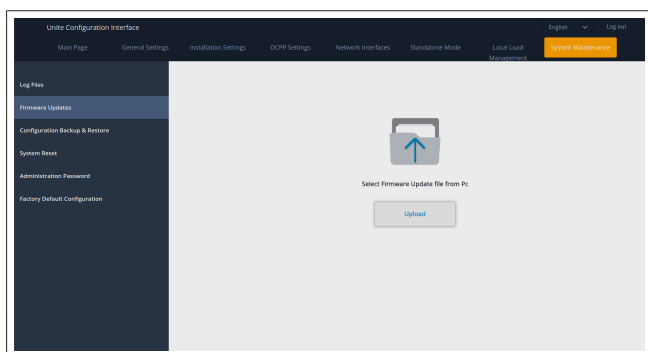 Unite Configuration Interface
English
Log out
Main Page
General Settings
Installation Settings
OCPP Settings
Network Interfaces
Standalone Mode
Local Load
Management
System Maintenance
Log Files
Firmware Updates
Configuration Backup & Restore
System Reset
Administration Password
Factory Default Configuration
Select Firmware Update file from Pc
Upload